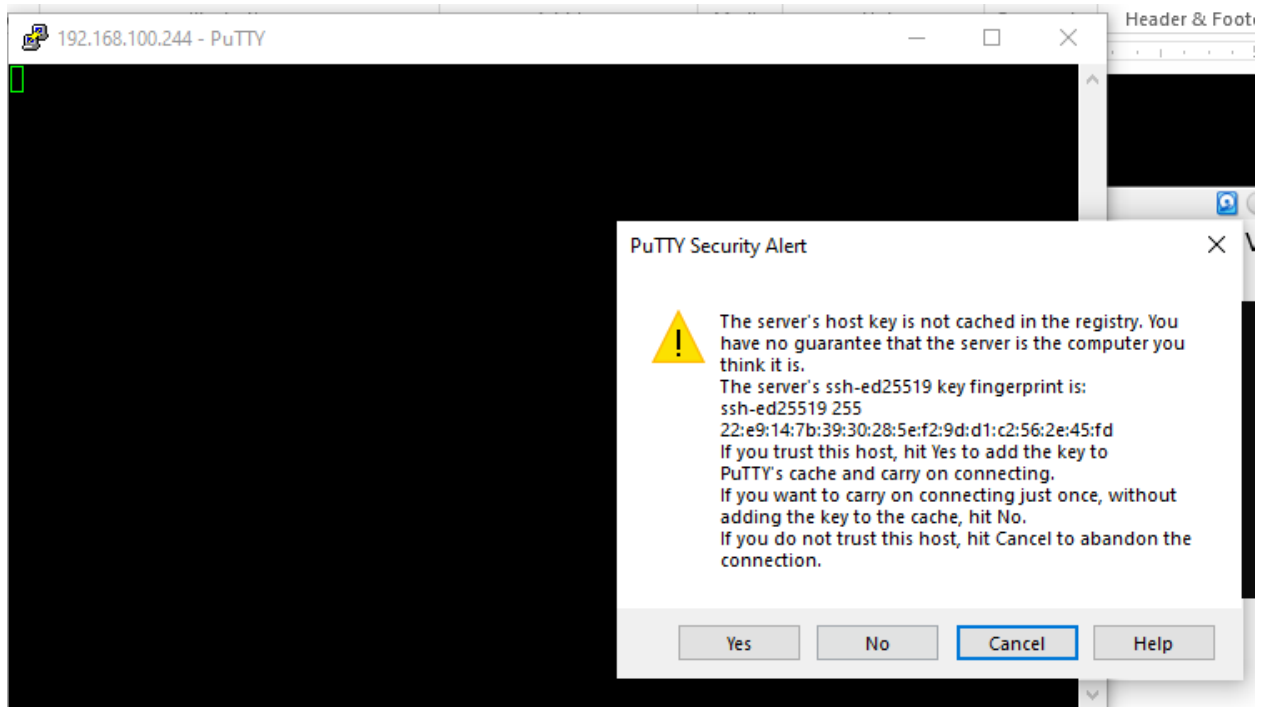 Header & Foot
192.168.100.244 - PuTTY
PuTTY Security Alert
The server's host key is not cached in the registry. You
have no guarantee that the server is the computer you
think it is.
The server's ssh-ed25519 key fingerprint is:
ssh-ed25519 255
22:e9:14:7b:39:30:28:5e:f2:9d:d1:c2:56:2e:45:fd
If you trust this host, hit Yes to add the key to
PuTTY's cache and carry on connecting.
If you want to carry on connecting just once, without
adding the key to the cache, hit No.
If you do not trust this host, hit Cancel to abandon the
connection.
Yes
No
Cancel
Help